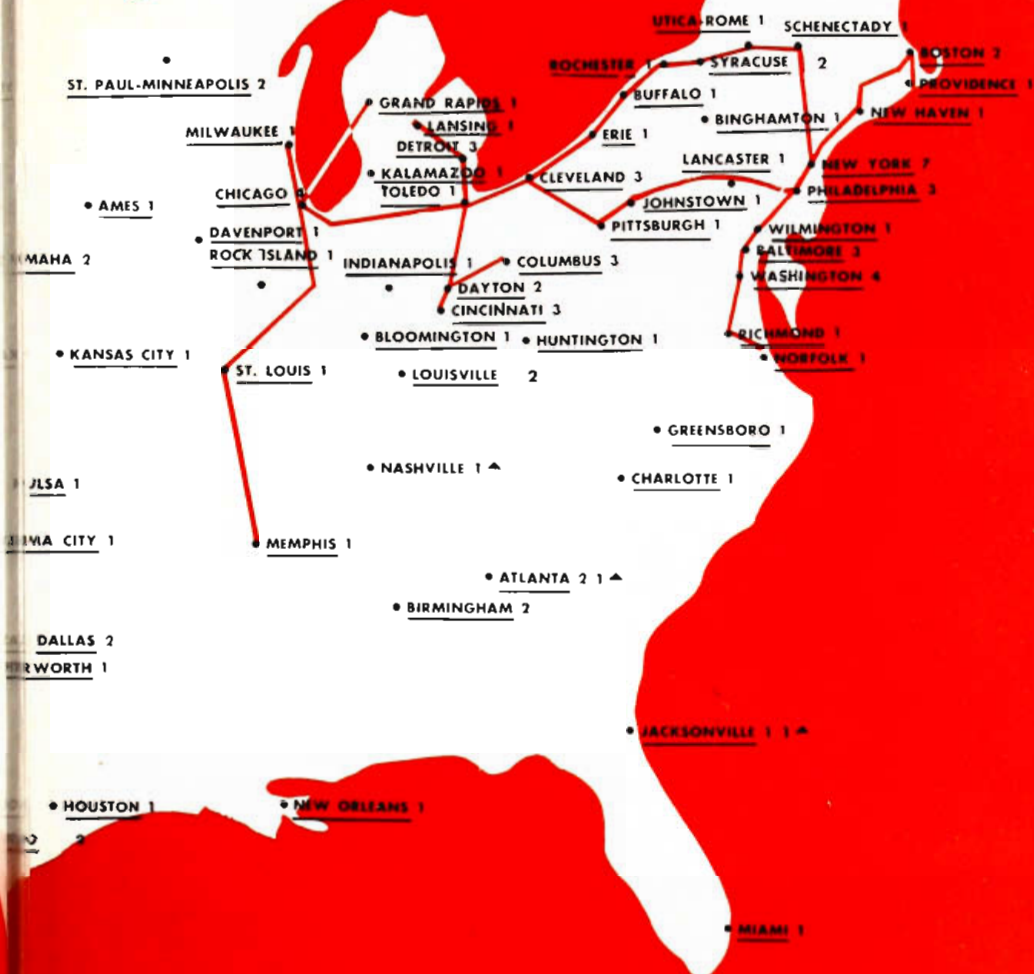 UTICA-ROME 1
SCHENECTADY 1
BOSTON 2
ROCHESTER 1
SYRACUSE 2
ST. PAUL-MINNEAPOLIS 2
PROVIDENCE 1
GRAND RAPIDS 1
BUFFALO 1
NEW HAVEN 1
BINGHAMTON 1
LANSING 1
MILWAUKEE 1
ERIE 1
DETROIT 3
LANCASTER 1
NEW YORK 7
KALAMAZOO 1
CLEVELAND 3
TOLEDO 1
PHILADELPHIA 3
CHICAGO 4
JOHNSTOWN 1
AMES 1
PITTSBURGH 1
WILMINGTON 1
DAVENPORT 1
ROCK ISLAND 1
BALTIMORE 3
MAHA 2
INDIANAPOLIS 1
COLUMBUS 3
WASHINGTON 4
DAYTON 2
CINCINNATI 3
RICHMOND 1
BLOOMINGTON 1
HUNTINGTON 1
KANSAS CITY 1
NORFOLK 1
ST. LOUIS 1
LOUISVILLE 2
GREENSBORO 1
NASHVILLE 1 ▲
CHARLOTTE 1
ULSA 1
MA CITY 1
MEMPHIS 1
ATLANTA 2 1 ▲
BIRMINGHAM 2
DALLAS 2
WORTH 1
JACKSONVILLE 1 1 ▲
HOUSTON 1
NEW ORLEANS 1
2
MIAMI 1